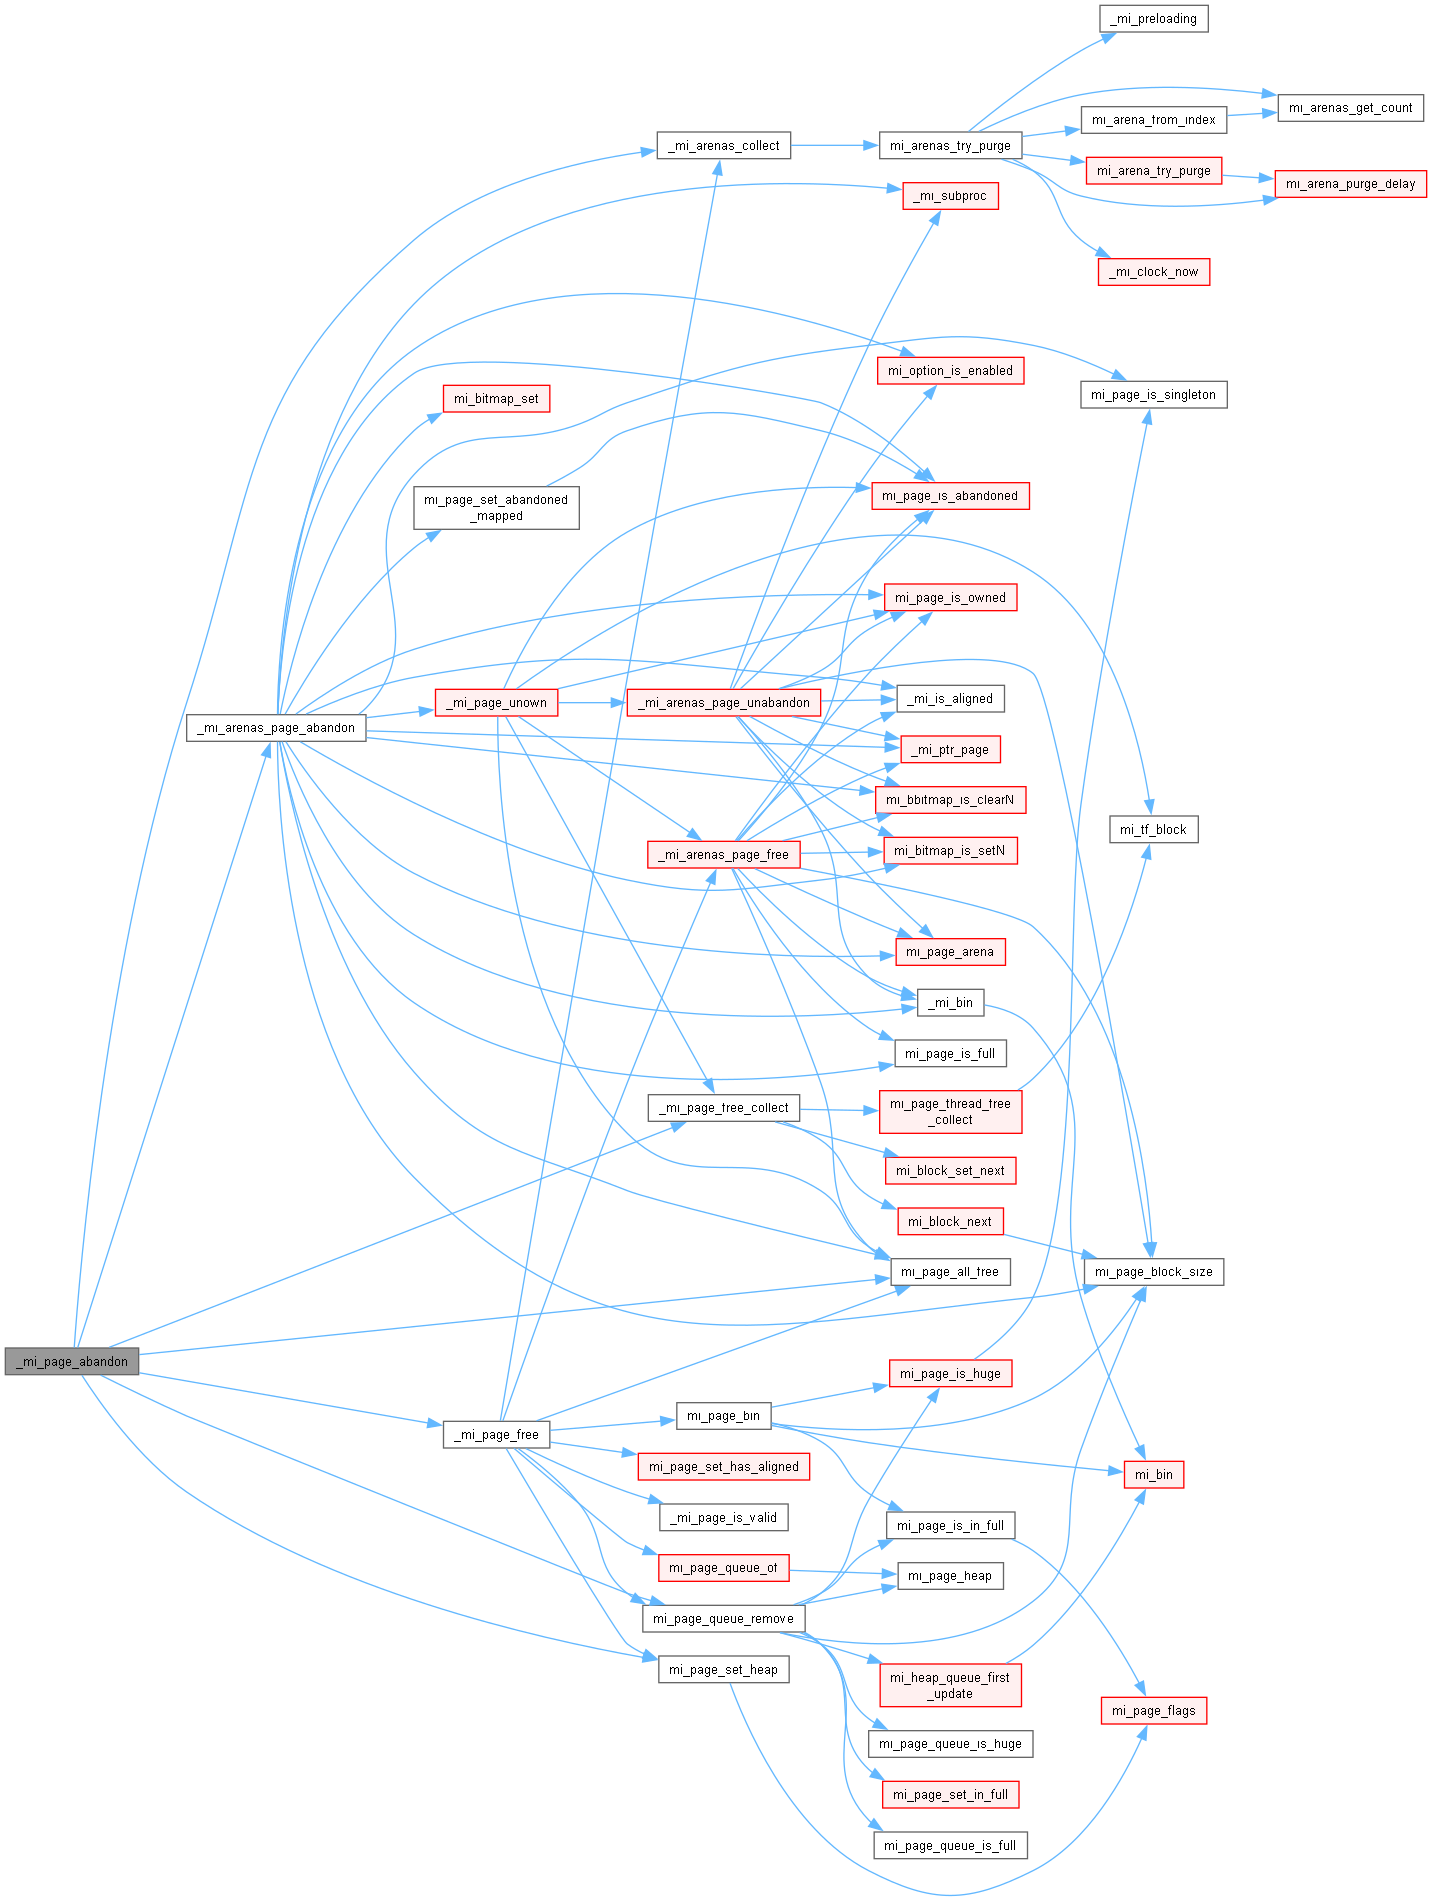 _mi_preloading
mi_arenas_get_count
mi_arena_from_index
_mi_arenas_collect
mi_arenas_try_purge
mi_arena_try_purge
mi_arena_purge_delay
_mi_subproc
_mi_clock_now
mi_option_is_enabled
mi_bitmap_set
mi_page_is_singleton
mi_page_set_abandoned
_mapped
mi_page_is_abandoned
mi_page_is_owned
_mi_page_unown
_mi_arenas_page_unabandon
_mi_is_aligned
_mi_arenas_page_abandon
_mi_ptr_page
mi_bbitmap_is_clearN
mi_tf_block
mi_bitmap_is_setN
_mi_arenas_page_free
mi_page_arena
_mi_bin
mi_page_is_full
_mi_page_free_collect
mi_page_thread_free
_collect
mi_block_set_next
mi_block_next
mi_page_all_free
mi_page_block_size
_mi_page_abandon
mi_page_is_huge
mi_page_bin
_mi_page_free
mi_page_set_has_aligned
mi_bin
_mi_page_is_valid
mi_page_is_in_full
mi_page_queue_of
mi_page_heap
mi_page_queue_remove
mi_page_set_heap
mi_heap_queue_first
_update
mi_page_flags
mi_page_queue_is_huge
mi_page_set_in_full
mi_page_queue_is_full